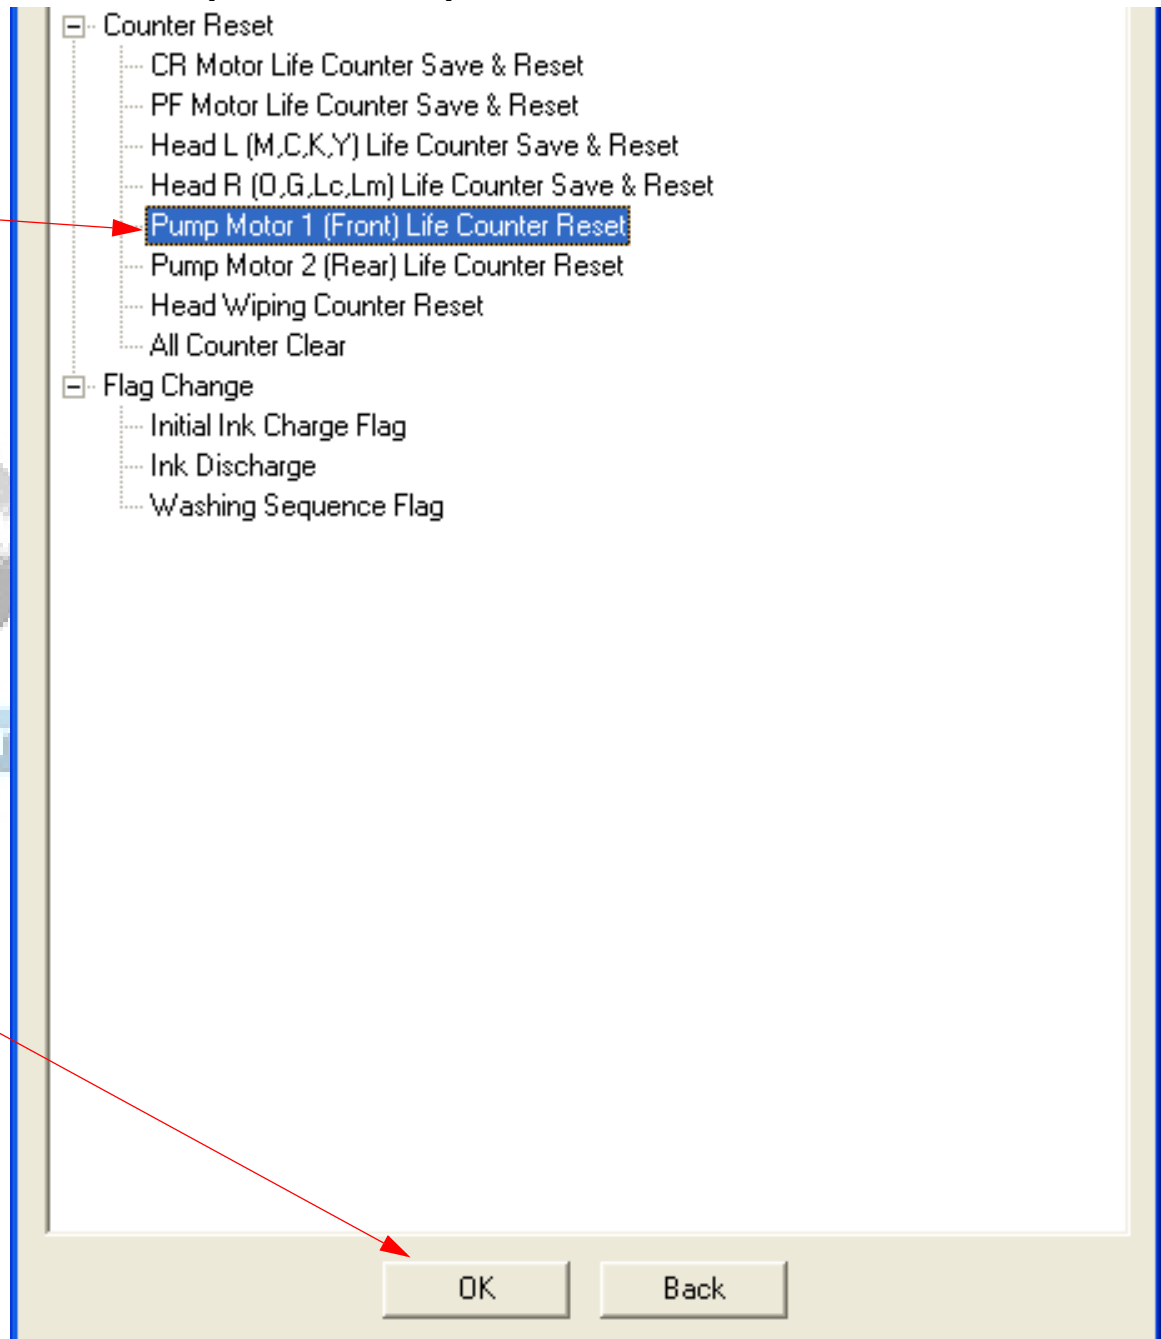 Counter Reset
CR Motor Life Counter Save & Reset
PF Motor Life Counter Save & Reset
Head L (M,C,K,Y) Life Counter Save & Reset
Head R (O,G,Lc,Lm) Life Counter Save & Reset
Pump Motor 1 (Front) Life Counter Reset
Pump Motor 2 (Rear) Life Counter Reset
Head Wiping Counter Reset
All Counter Clear
Flag Change
Initial Ink Charge Flag
Ink Discharge
Washing Sequence Flag
OK Back